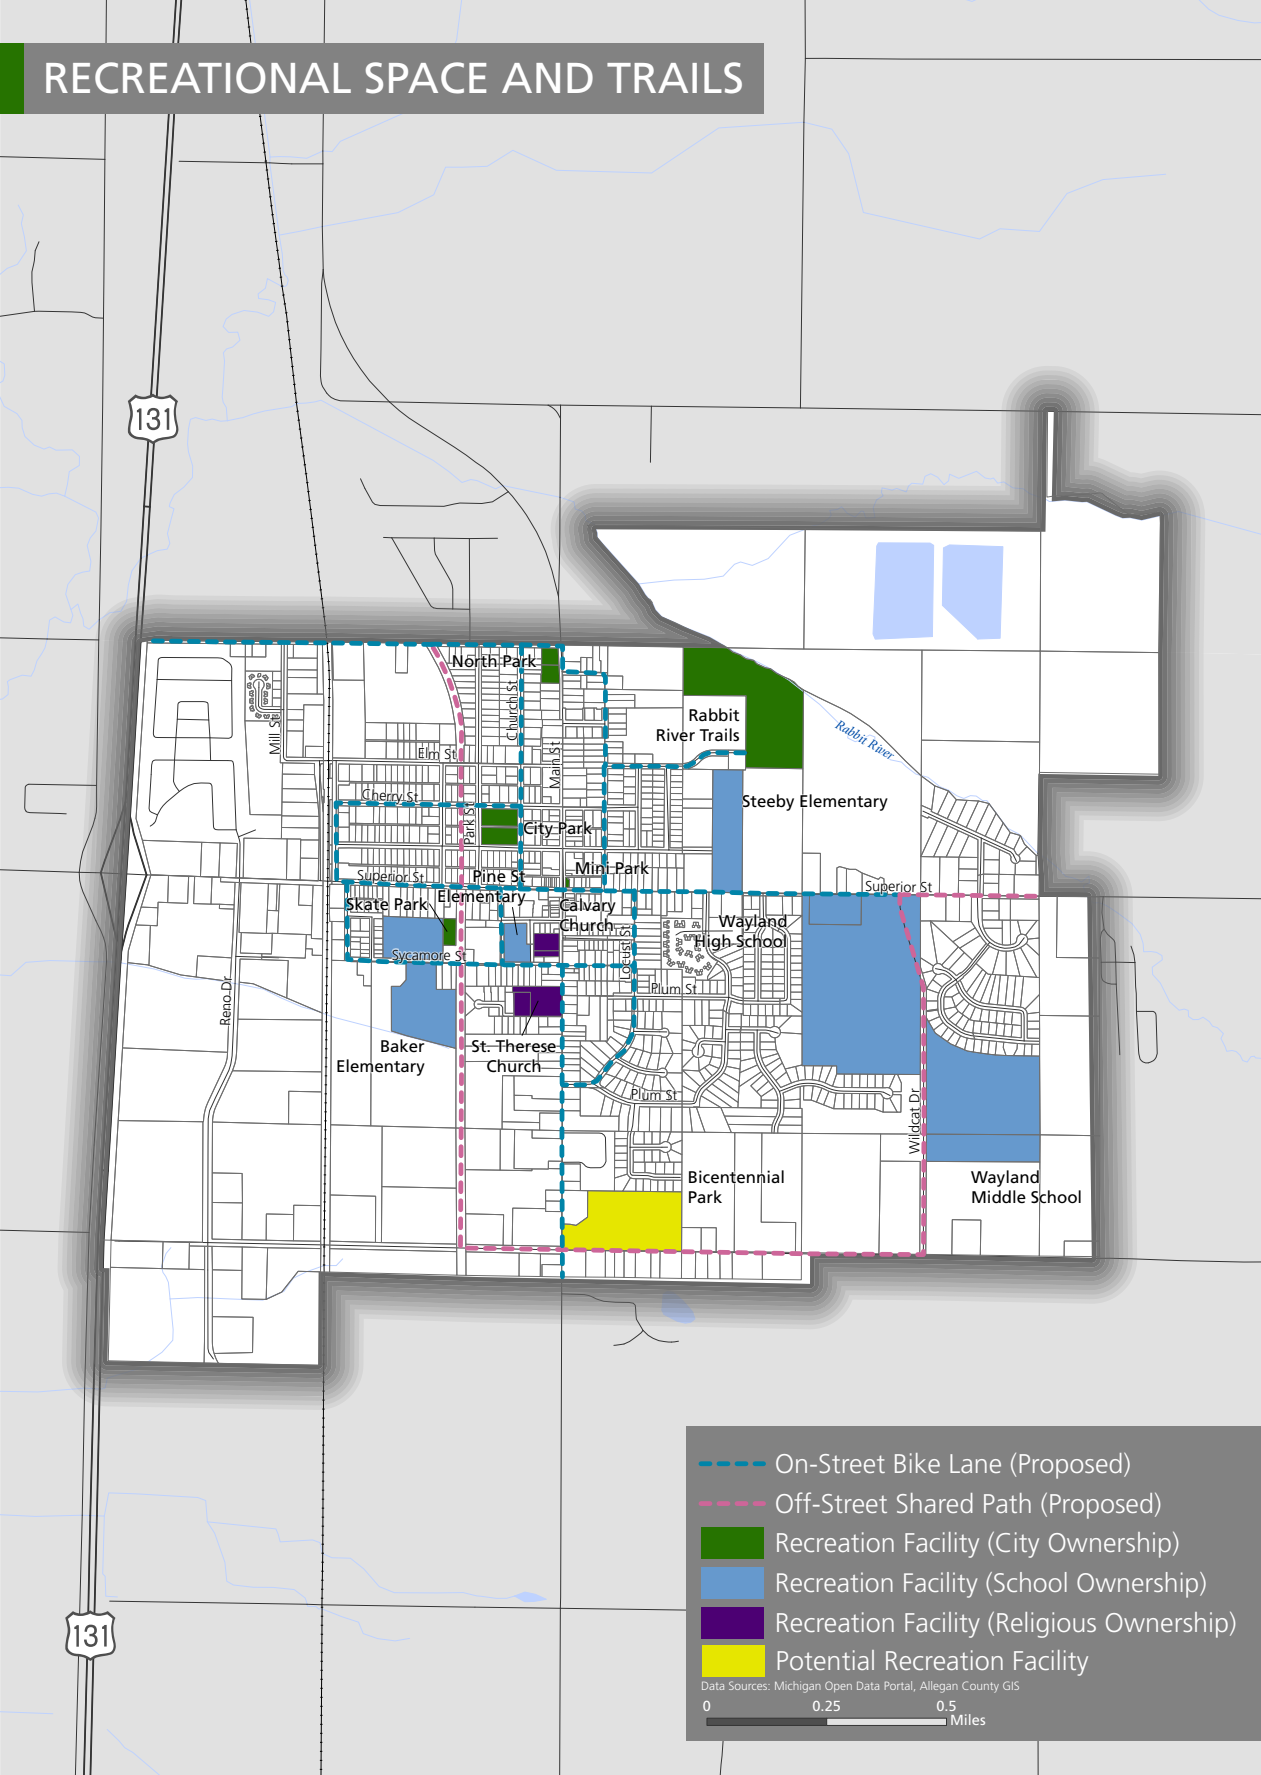 RECREATIONAL SPACE AND TRAILS
131
North Park
Church St
Mill St
Rabbit
River Trails
Rabbit River
Elm St
Main St
Cherry St
Steeby Elementary
Park St
City Park
Mini Park
Superior St
Pine St
Elementary
Superior St
Skate Park
Calvary
Church
Wayland
High School
Locust St
Sycamore St
Reno Dr
Plum St
Baker
Elementary
St. Therese
Church
Plum St
Wildcat Dr
Bicentennial
Park
Wayland
Middle School
On-Street Bike Lane (Proposed)
Off-Street Shared Path (Proposed)
Recreation Facility (City Ownership)
Recreation Facility (School Ownership)
Recreation Facility (Religious Ownership)
131
Potential Recreation Facility
Data Sources: Michigan Open Data Portal, Allegan County GIS
0 0.25 0.5
Miles